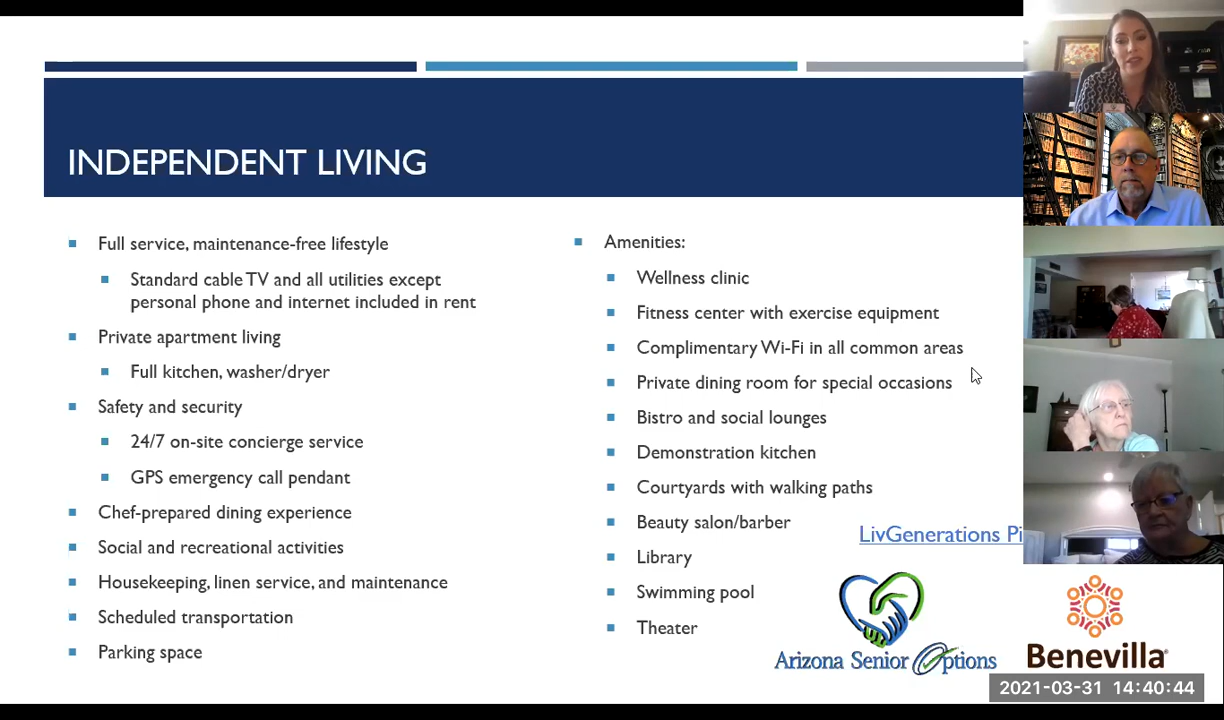 INDEPENDENT LIVING
Full service, maintenance-free lifestyle
Standard cable TV and all utilities except
personal phone and internet included in rent
Private apartment living
Full kitchen, washer/dryer
Safety and security
24/7 on-site concierge service
GPS emergency call pendant
Chef-prepared dining experience
Social and recreational activities
Housekeeping, linen service, and maintenance
Scheduled transportation
Parking space
Amenities:
Wellness clinic
Fitness center with exercise equipment
Complimentary Wi-Fi in all common areas
Private dining room for special occasions
Bistro and social lounges
Demonstration kitchen
Courtyards with walking paths
Beauty salon/barber
Library
Swimming pool
Theater
LivGenerations Pi
Arizona Senior Options
Benevilla
2021-03-31 14:40:44